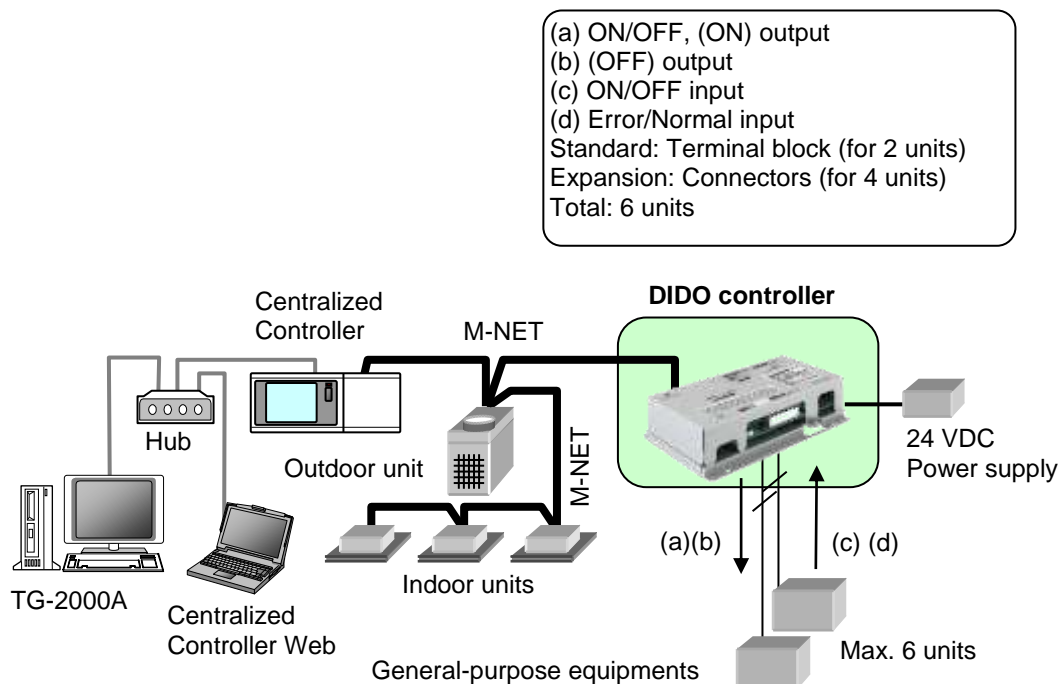 (a) ON/OFF, (ON) output
(b) (OFF) output
(c) ON/OFF input
(d) Error/Normal input
Standard: Terminal block (for 2 units)
Expansion: Connectors (for 4 units)
Total: 6 units
DIDO controller
Centralized
Controller
M-NET
Hub
Outdoor unit
M-NET
24 VDC
Power supply
(a)(b)
(c) (d)
Indoor units
TG-2000A
Centralized
Controller Web
Max. 6 units
General-purpose equipments